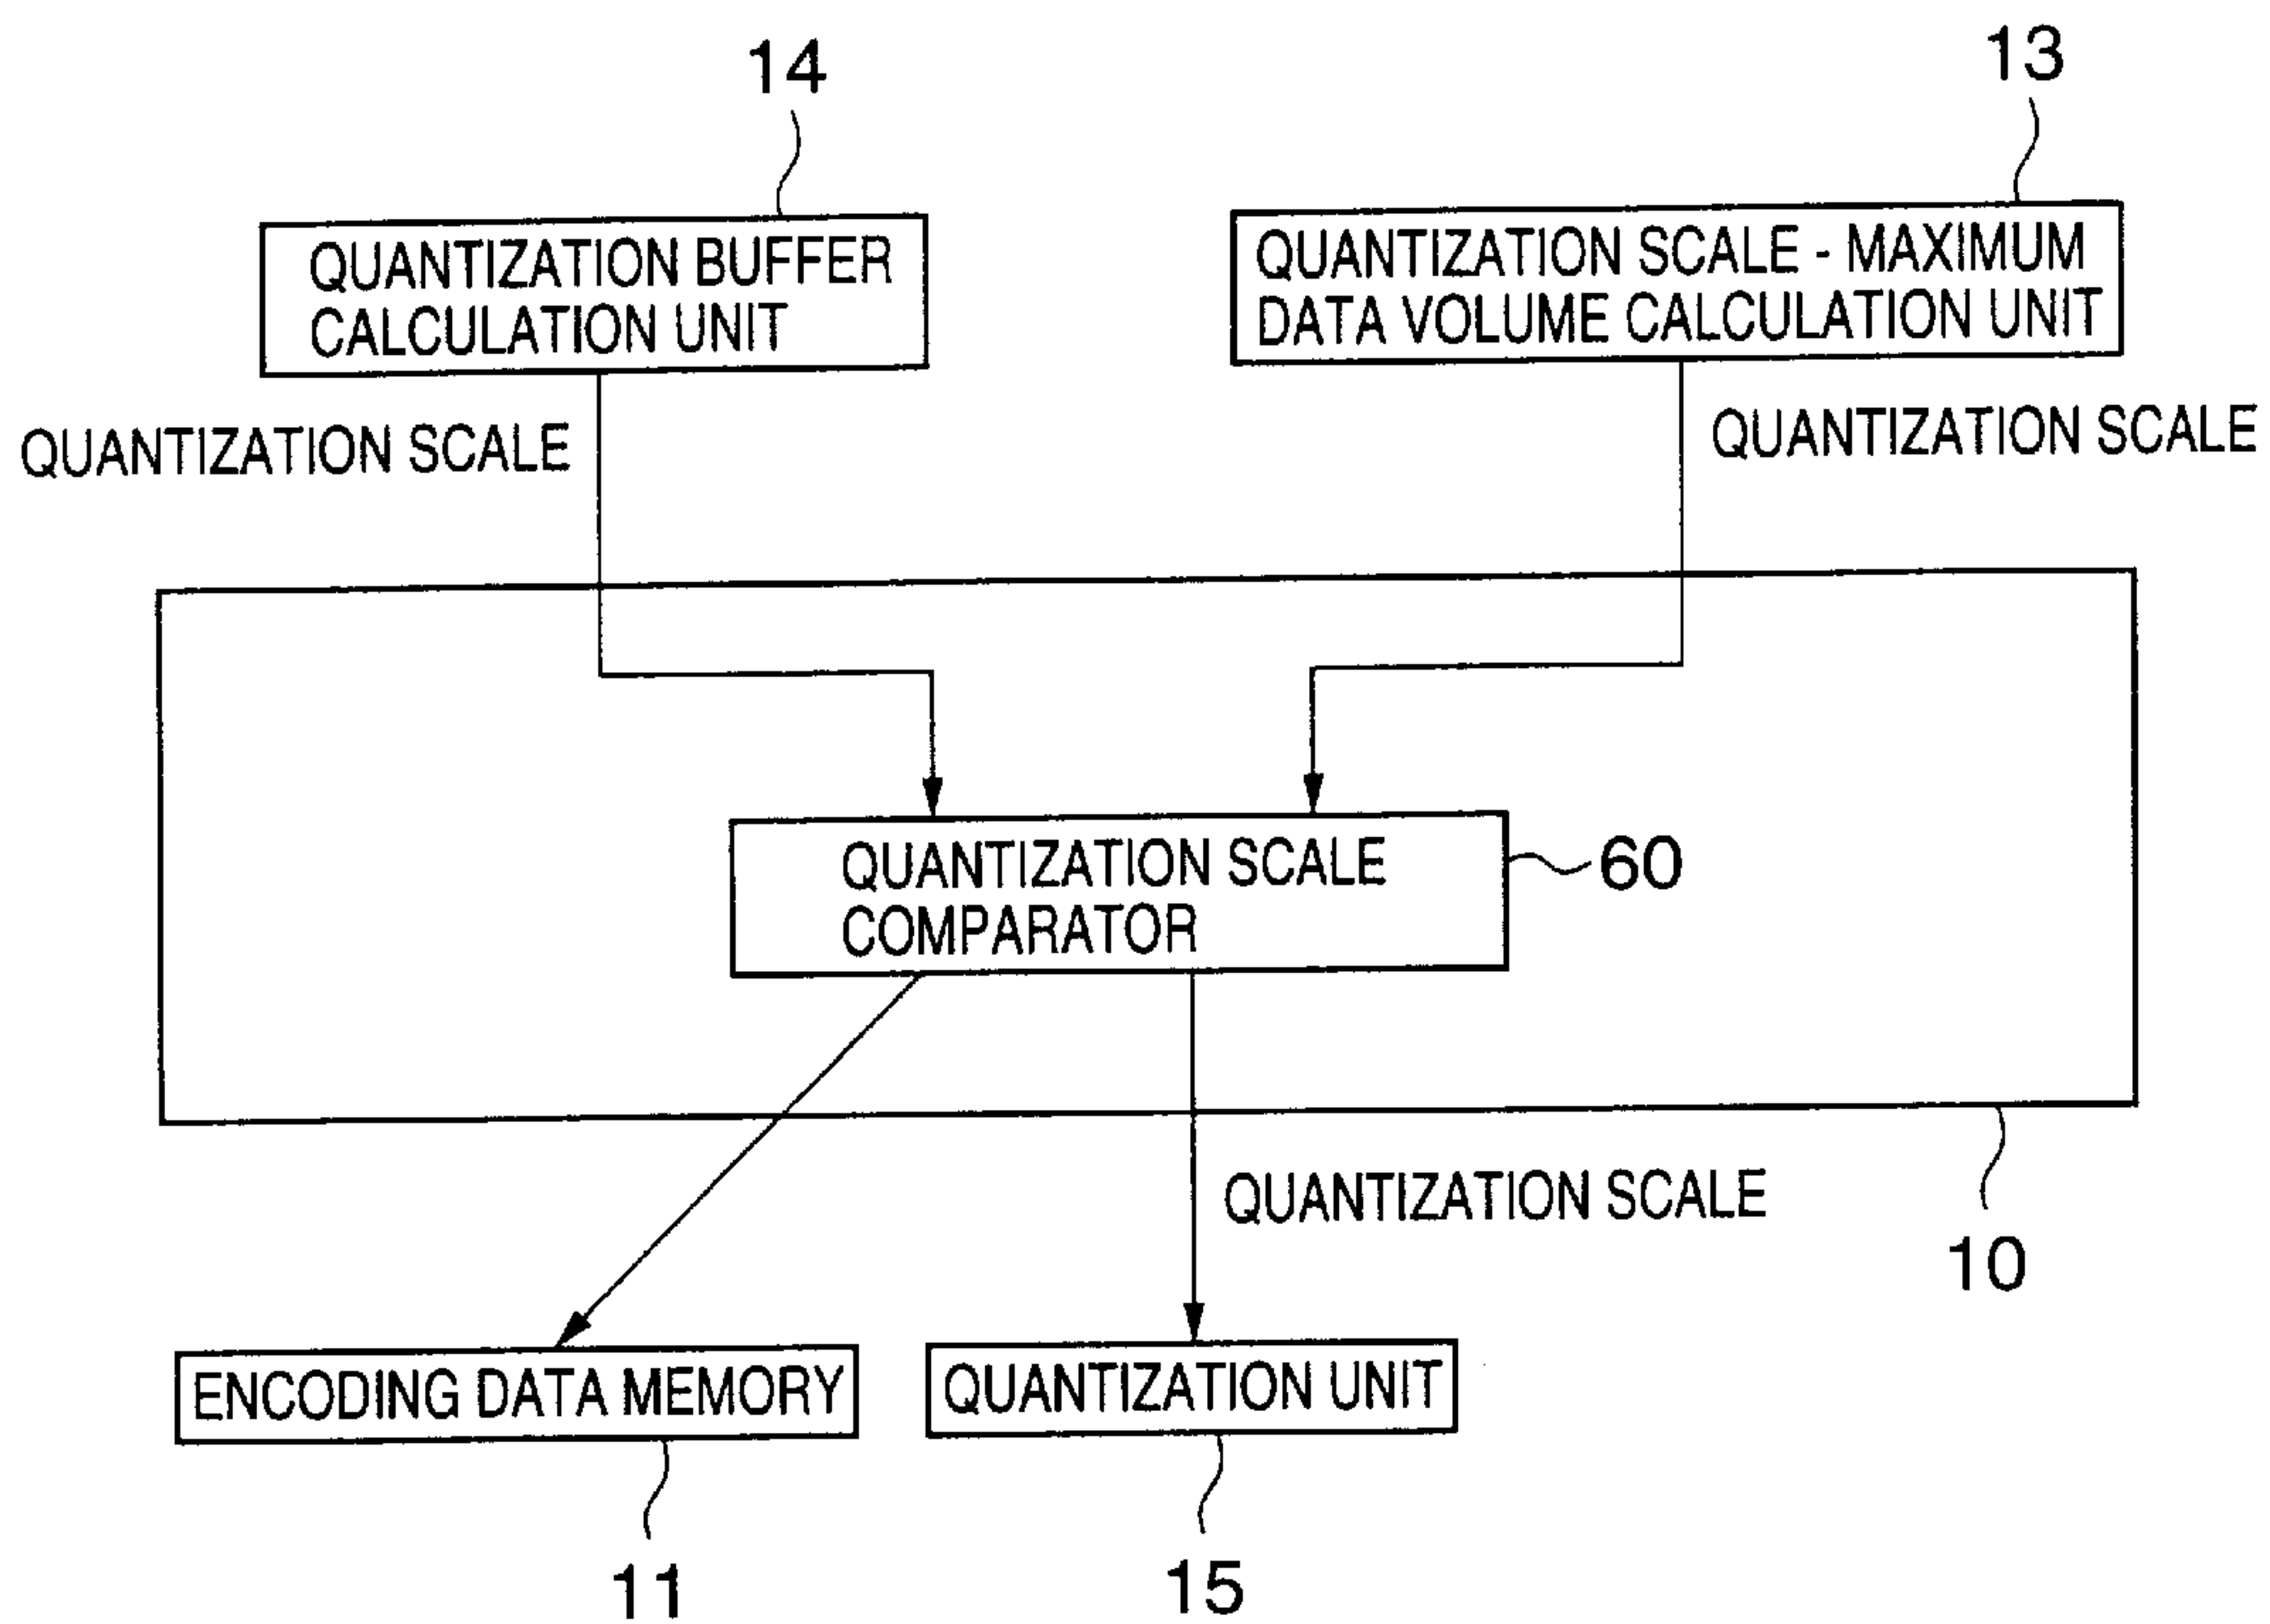 14
13
QUANTIZATION BUFFER
CALCULATION UNIT
QUANTIZATION SCALE - MAXIMUM
DATA VOLUME CALCULATION UNIT
QUANTIZATION SCALE
QUANTIZATION SCALE
QUANTIZATION SCALE
COMPARATOR
60
QUANTIZATION SCALE
10
ENCODING DATA MEMORY
QUANTIZATION UNIT
11
15